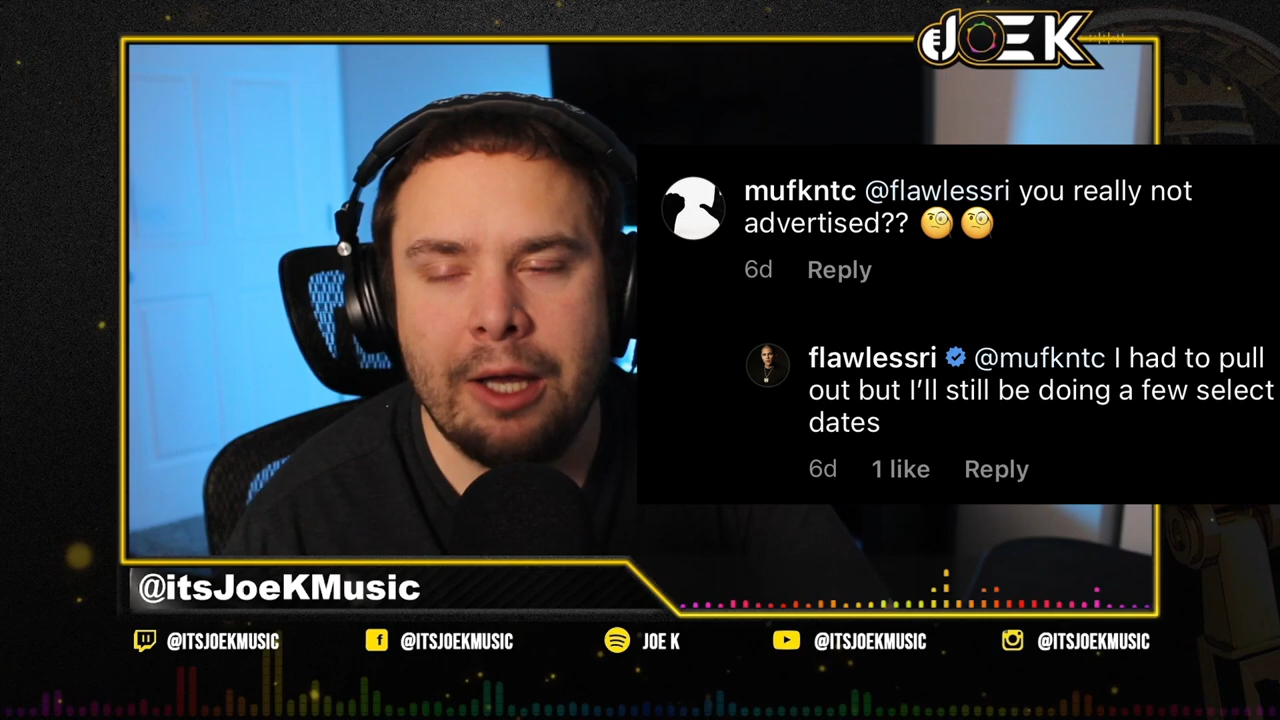 JOE K
mufkntc @flawlessri you really not
advertised?? 🧐 🧐
6d Reply
flawlessri @mufkntc I had to pull
out but I’ll still be doing a few select
dates
6d 1 like Reply
@itsJoeKMusic
@ITSJOEKMUSIC @ITSJOEKMUSIC JOE K @ITSJOEKMUSIC @ITSJOEKMUSIC